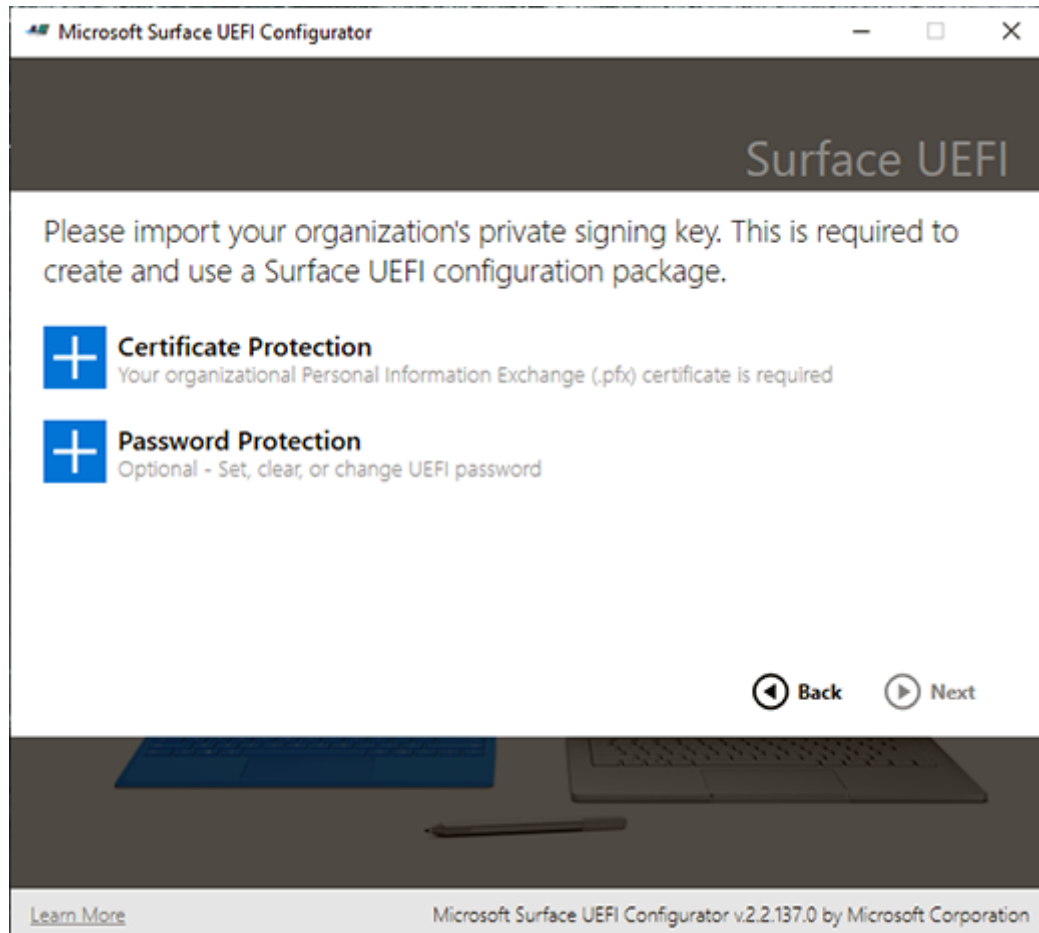 Microsoft Surface UEFI Configurator
Surface UEFI
Please import your organization's private signing key. This is required to
create and use a Surface UEFI configuration package.
Certificate Protection
Your organizational Personal Information Exchange (.pfx) certificate is required
Password Protection
Optional - Set, clear, or change UEFI password
Back
Next
Learn More
Microsoft Surface UEFI Configurator v.2.2.137.0 by Microsoft Corporation